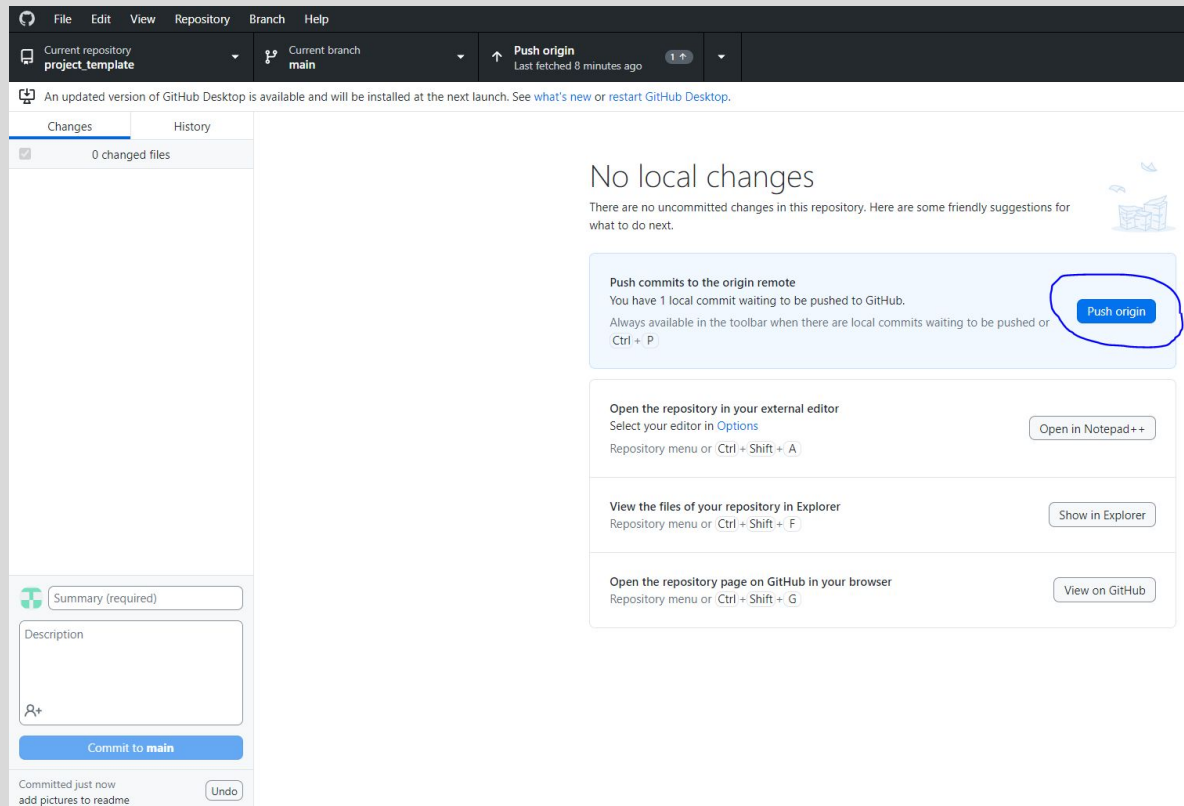 File Edit View Repository Branch Help
Current repository
project_template
Current branch
main
Push origin
Last fetched 8 minutes ago
1
An updated version of GitHub Desktop is available and will be installed at the next launch. See what's new or restart GitHub Desktop.
Changes History
0 changed files
No local changes
There are no uncommitted changes in this repository. Here are some friendly suggestions for
what to do next.
Push commits to the origin remote
You have 1 local commit waiting to be pushed to GitHub.
Always available in the toolbar when there are local commits waiting to be pushed or
Ctrl + P
Push origin
Open the repository in your external editor
Select your editor in Options
Repository menu or Ctrl + Shift + A
Open in Notepad++
View the files of your repository in Explorer
Repository menu or Ctrl + Shift + F
Show in Explorer
Open the repository page on GitHub in your browser
Repository menu or Ctrl + Shift + G
View on GitHub
Summary (required)
Description
Commit to main
Committed just now
add pictures to readme
Undo